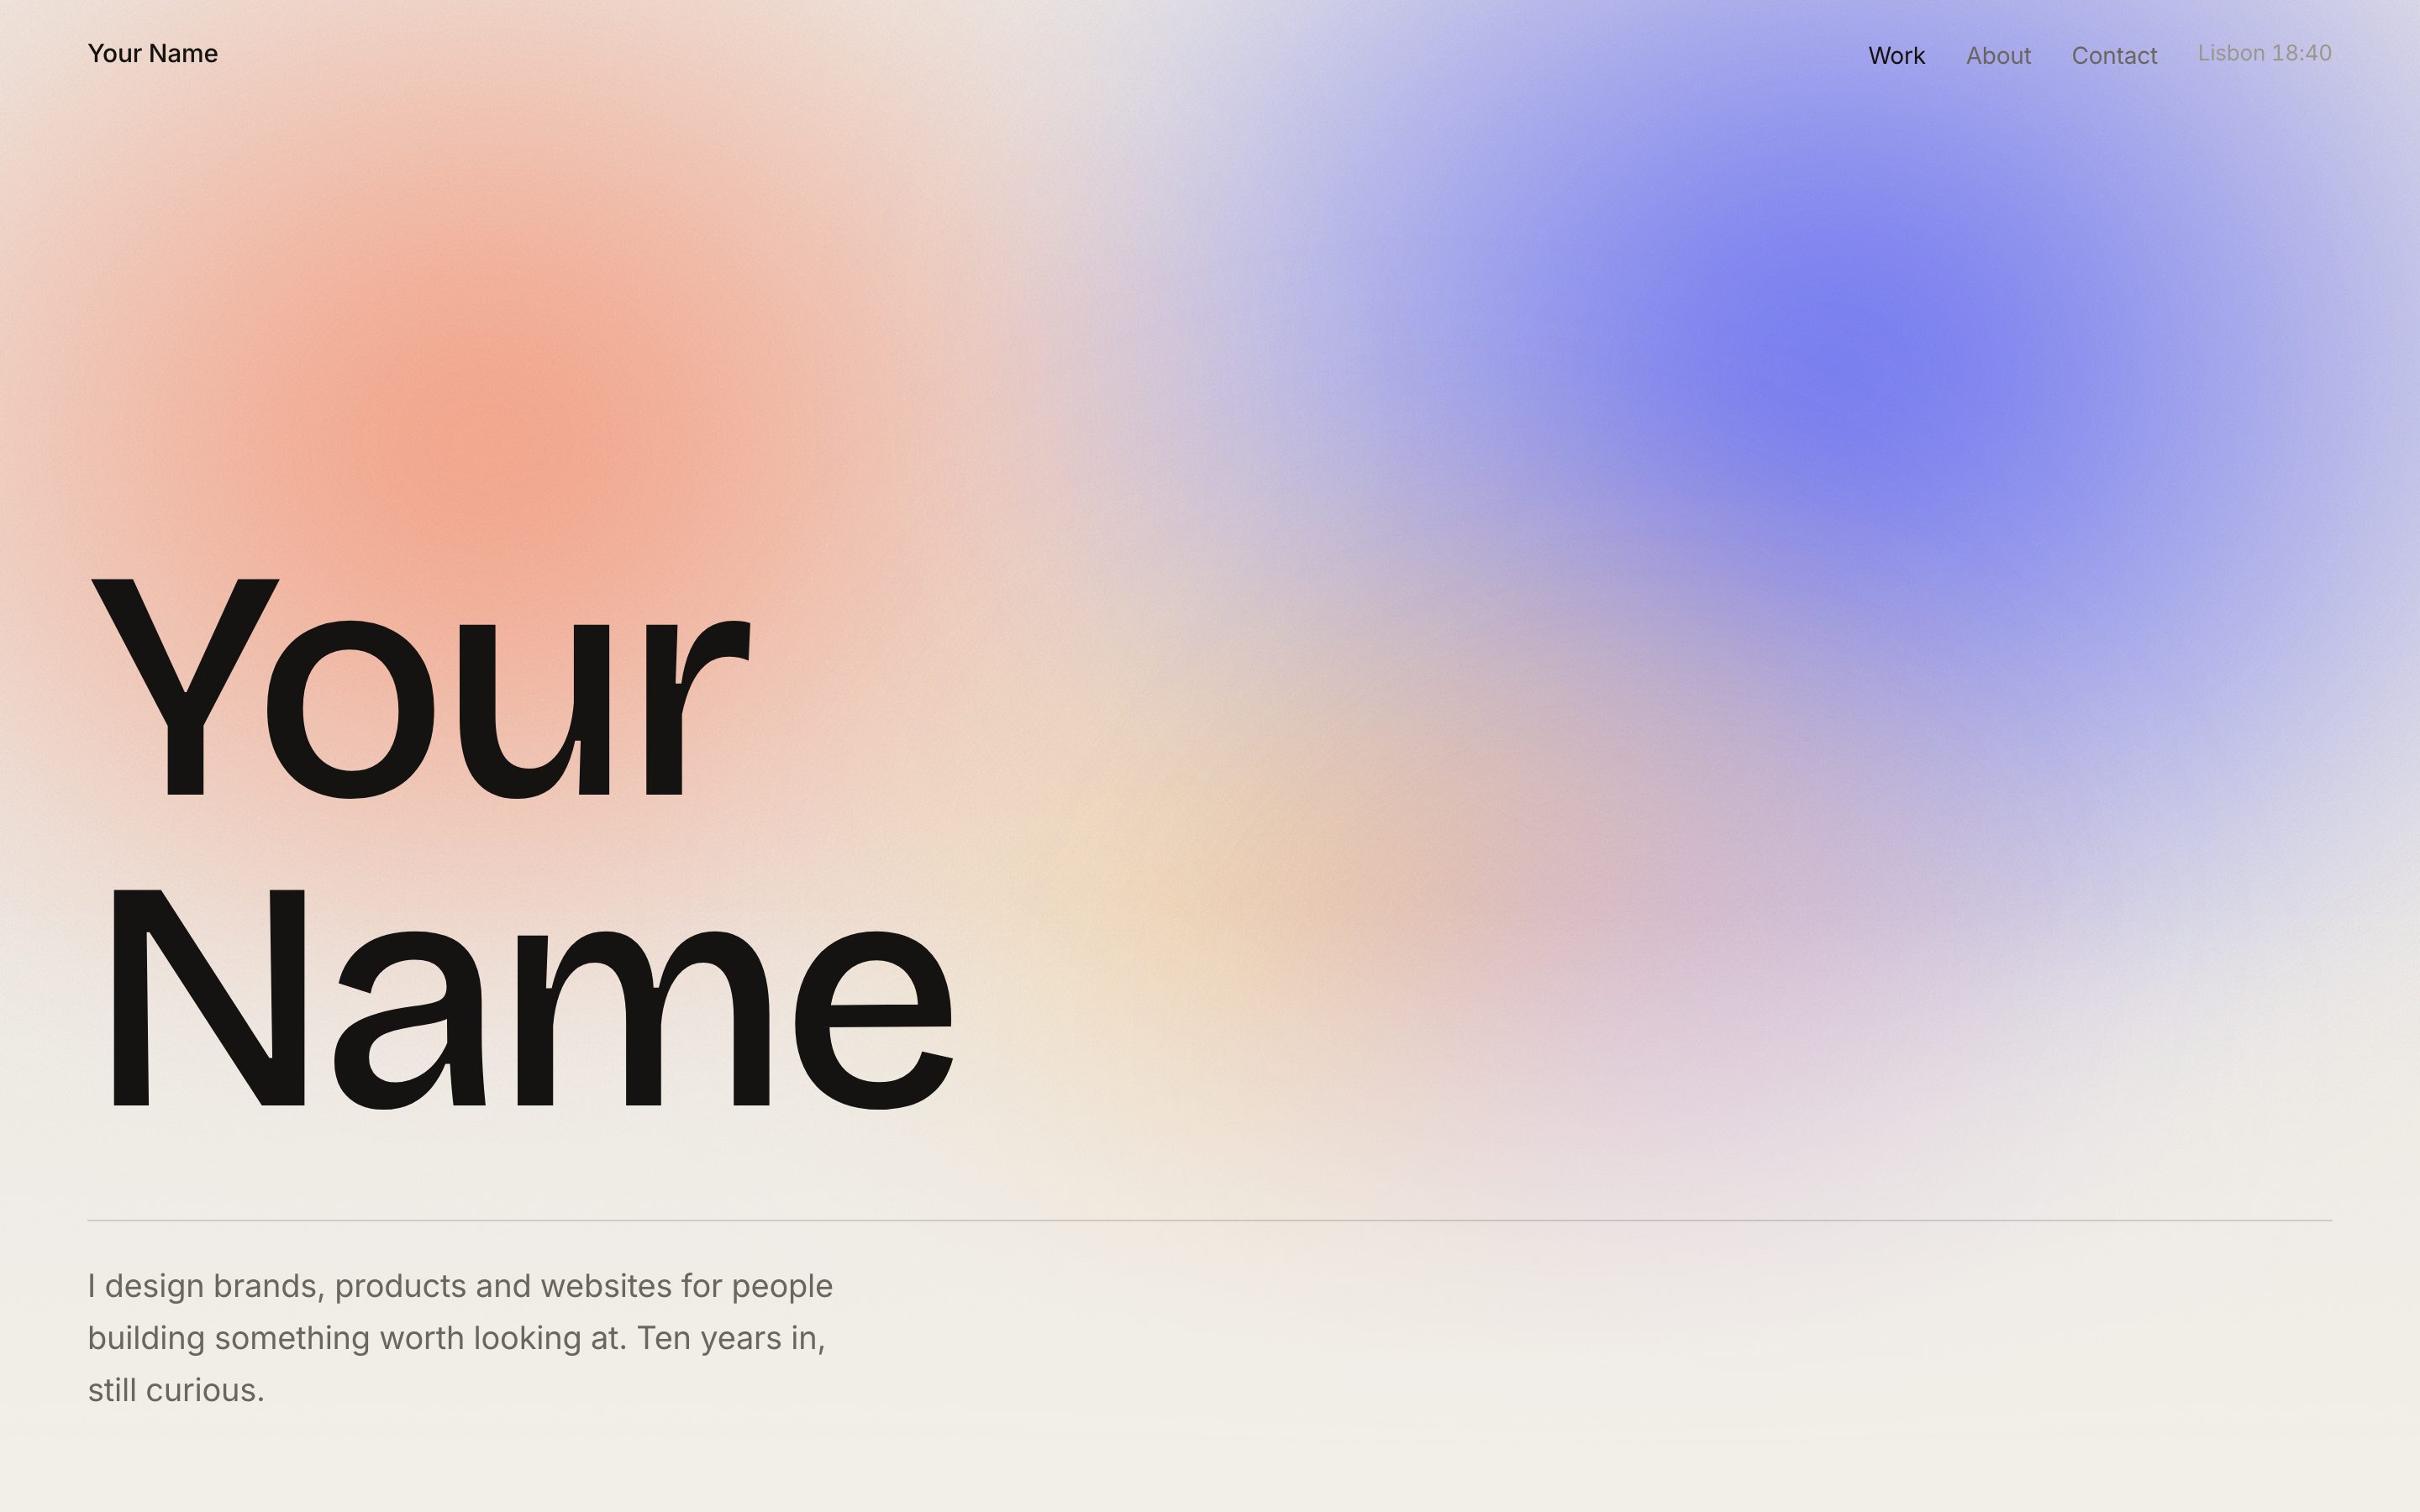 Your Name
Work About Contact Lisbon 18:40
Your
Name
I design brands, products and websites for people
building something worth looking at. Ten years in,
still curious.